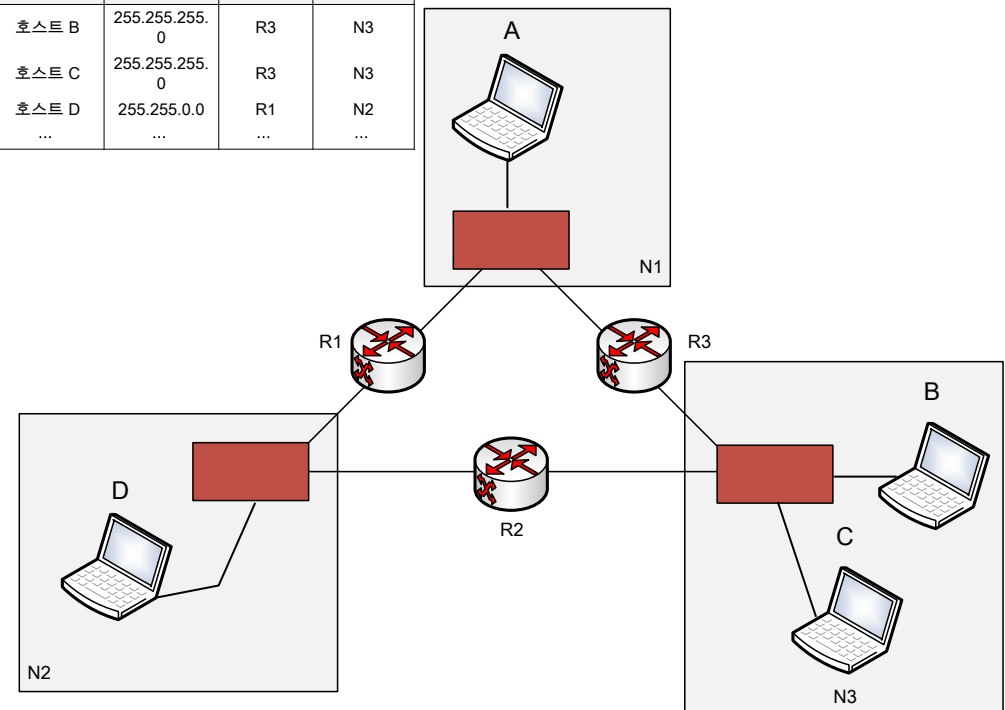 호스트 B 255.255.255.0 R3 N3
호스트 C 255.255.255.0 R3 N3
호스트 D 255.255.0.0 R1 N2
... ... ... ...
A
N1
R1
R3
B
D
R2
C
N2
N3